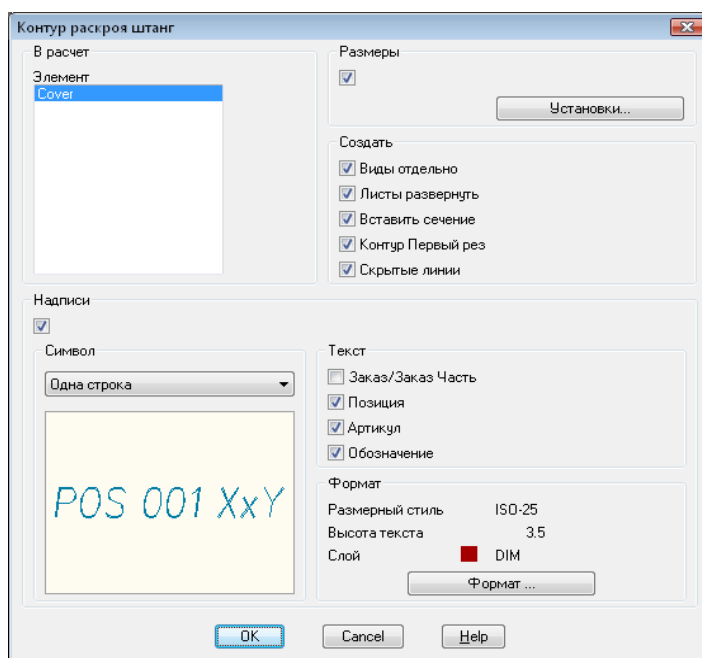 Контур раскроя штанг
В расчет
Элемент
Cover
Размеры
Установки...
Создать
Виды отдельно
Листы развернуть
Вставить сечение
Контур Первый рез
Скрытые линии
Надписи
Символ
Одна строка
POS 001 XxY
Текст
Заказ/Заказ Часть
Позиция
Артикул
Обозначение
Формат
Размерный стиль ISO-25
Высота текста 3.5
Слой DIM
Формат ...
OK Cancel Help